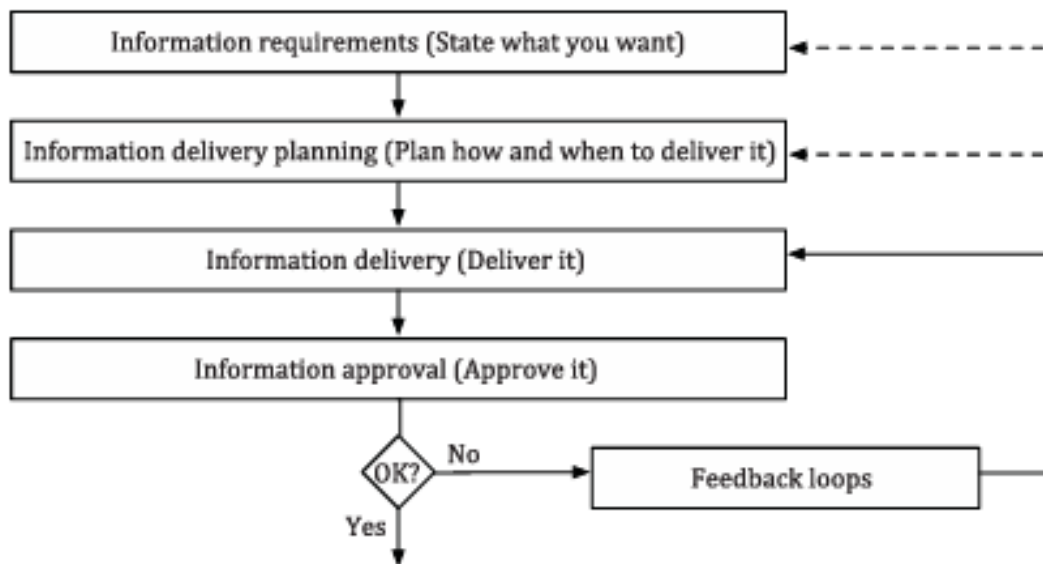 Information requirements (State what you want)
Information delivery planning (Plan how and when to deliver it)
Information delivery (Deliver it)
Information approval (Approve it)
OK?
No
Feedback loops
Yes